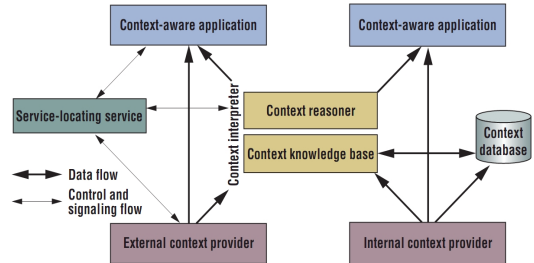 Context-aware application
Context-aware application
Service-locating service
Context interpreter
Context reasoner
Context knowledge base
Context
database
Data flow
Control and
signaling flow
External context provider
Internal context provider